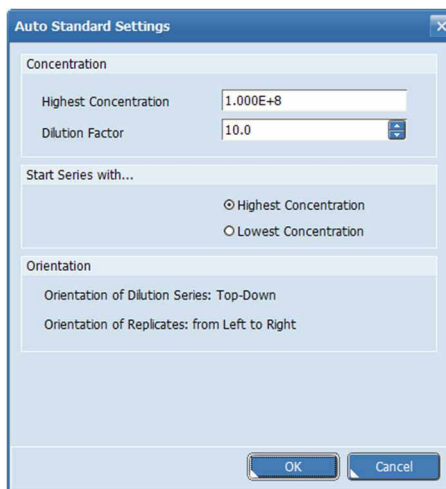 Auto Standard Settings
Concentration
Highest Concentration 1.000E+8
Dilution Factor 10.0
Start Series with...
Highest Concentration
Lowest Concentration
Orientation
Orientation of Dilution Series: Top-Down
Orientation of Replicates: from Left to Right
OK Cancel